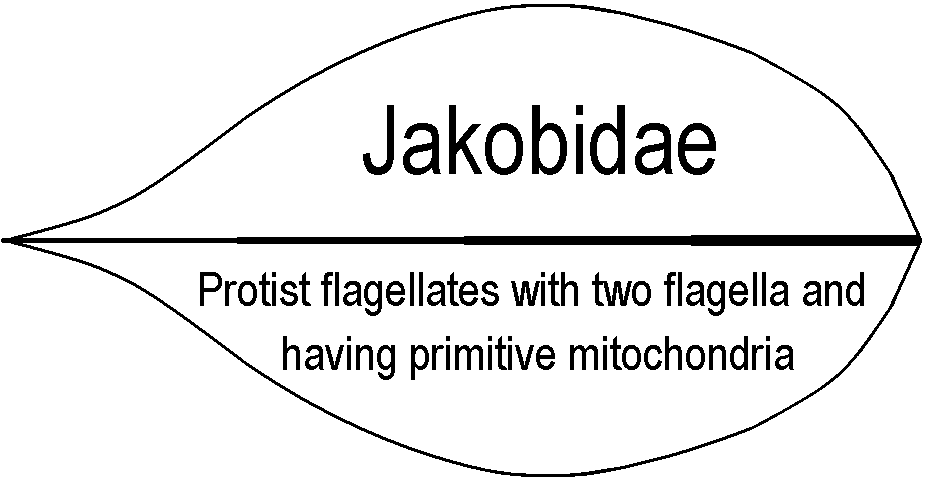 Jakobidae
Protist flagellates with two flagella and
having primitive mitochondria